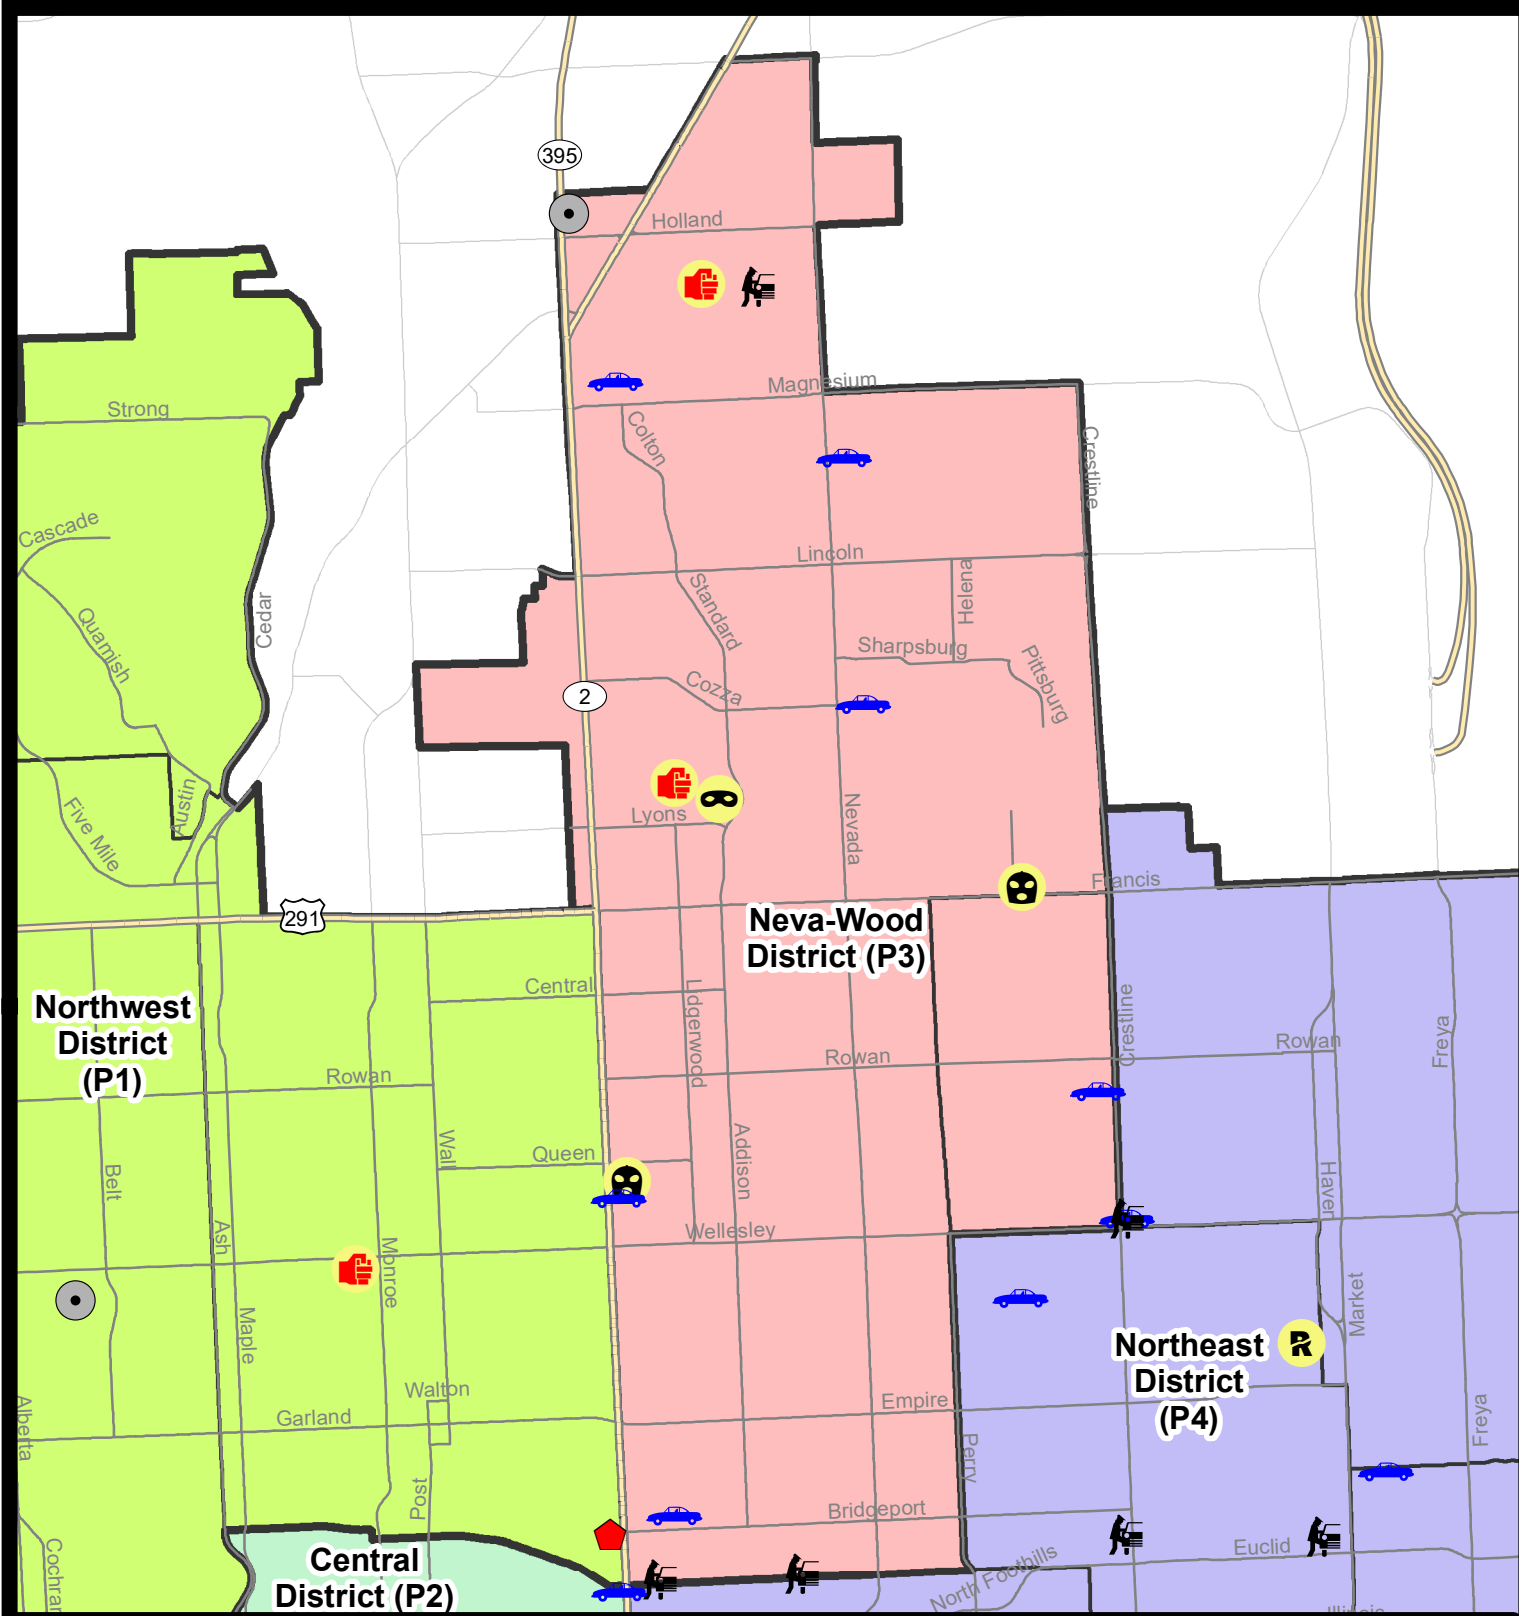 395
Holland
Magnesium
Strong
Colton
Crestline
Cascade
Lincoln
Standard
Helena
Cedar
Quamish
Sharpsburg
Pittsburg
Cozza
2
Austin
Five Mile
Lyons
Nevada
Francis
291
Neva-Wood
District (P3)
Central
Lidgerwood
Northwest
District
(P1)
Crestline
Freya
Rowan
Rowan
Rowan
Wall
Queen
Addison
Belt
Haven
Ash
Monroe
Wellesley
Maple
Market
Northeast
District
(P4)
Walton
Garland
Empire
Alberta
Freya
Perry
Post
Bridgeport
Cochran
Euclid
Central
District (P2)
North Foothills